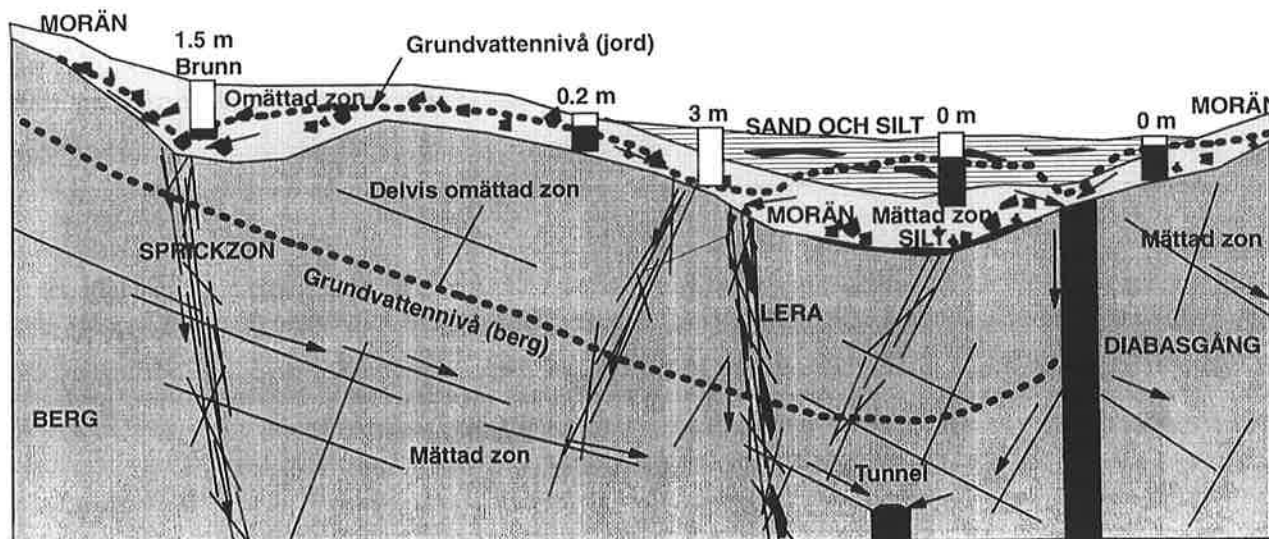 MORÄN
1.5 m
Brunn
Grundvattennivå (jord)
Omättad zon
0.2 m
3 m
SAND OCH SILT
0 m
0 m
MORÄN
Delvis omättad zon
MORÄN
Mättad zon
SILT
SPRICKZON
Mättad zon
Grundvattennivå (berg)
LERA
DIABASGÅNG
BERG
Mättad zon
Tunnel